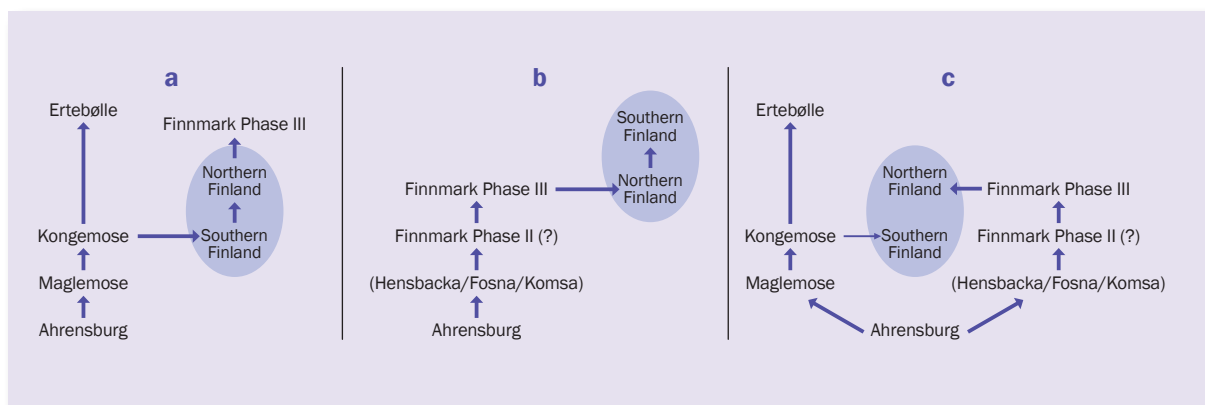 a
Ertebølle
Finnmark Phase III
Northern
Finland
Kongemose
Southern
Finland
Maglemose
Ahrensburg
b
Southern
Finland
Finnmark Phase III
Northern
Finland
Finnmark Phase II (?)
(Hensbacka/Fosna/Komsa)
Ahrensburg
c
Ertebølle
Northern
Finland
Finnmark Phase III
Kongemose
Southern
Finland
Finnmark Phase II (?)
Maglemose
(Hensbacka/Fosna/Komsa)
Ahrensburg